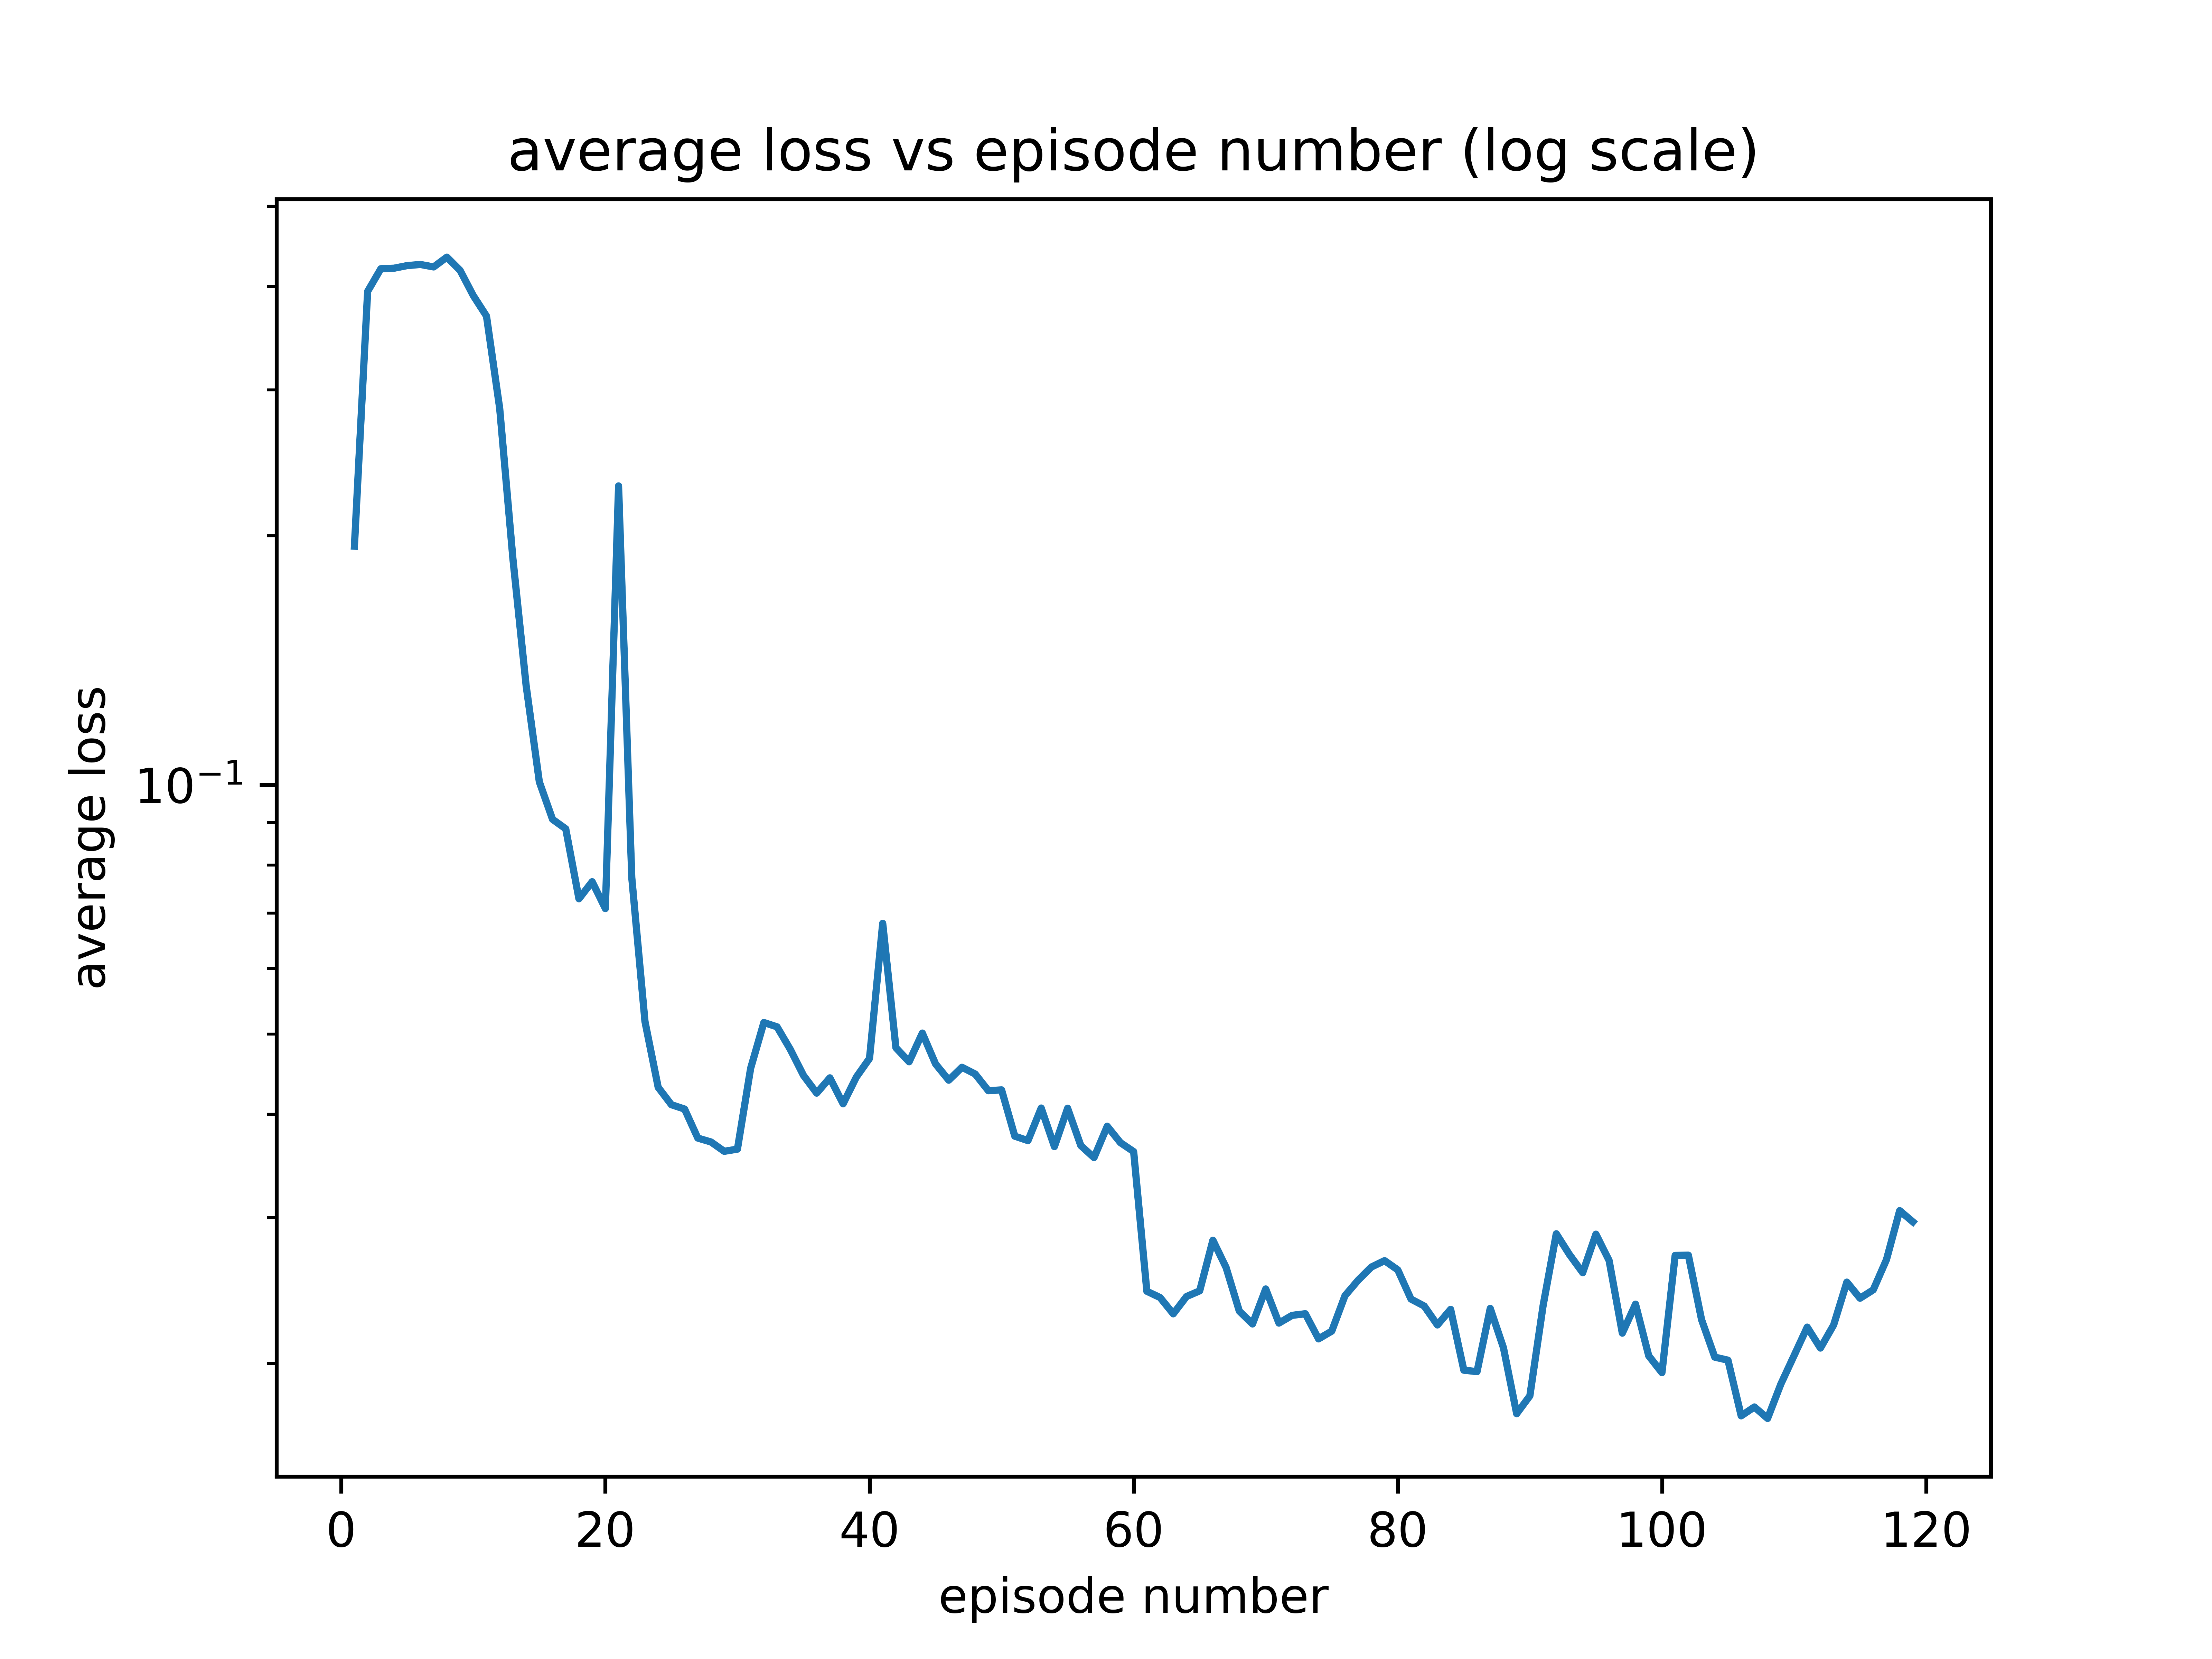 average loss vs episode number (log scale)
average loss
10⁻¹
0 20 40 60 80 100 120
episode number